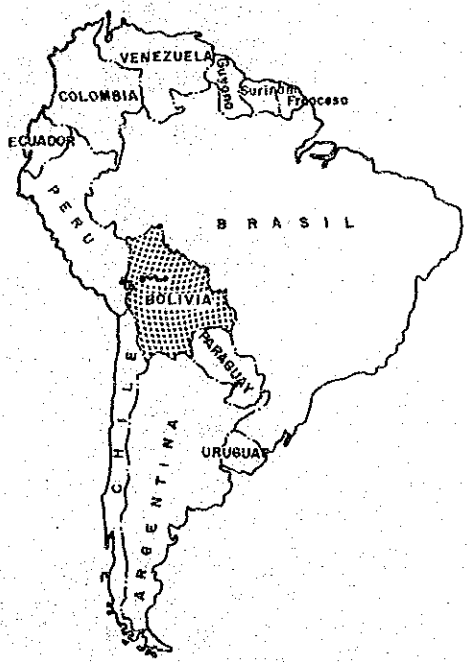 VENEZUELA
Guyana
Surinam
Francesa
COLOMBIA
ECUADOR
PERU
BRASIL
BOLIVIA
PARAGUAY
CHILE
URUGUAY
ARGENTINA